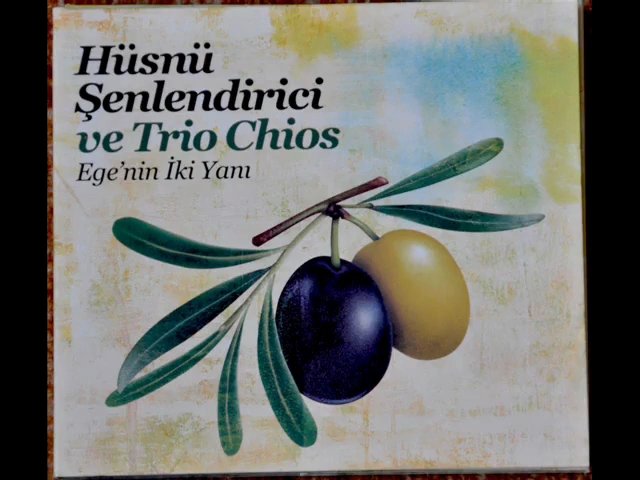 Hüsnü
Şenlendirici
ve Trio Chios
Ege'nin İki Yanı